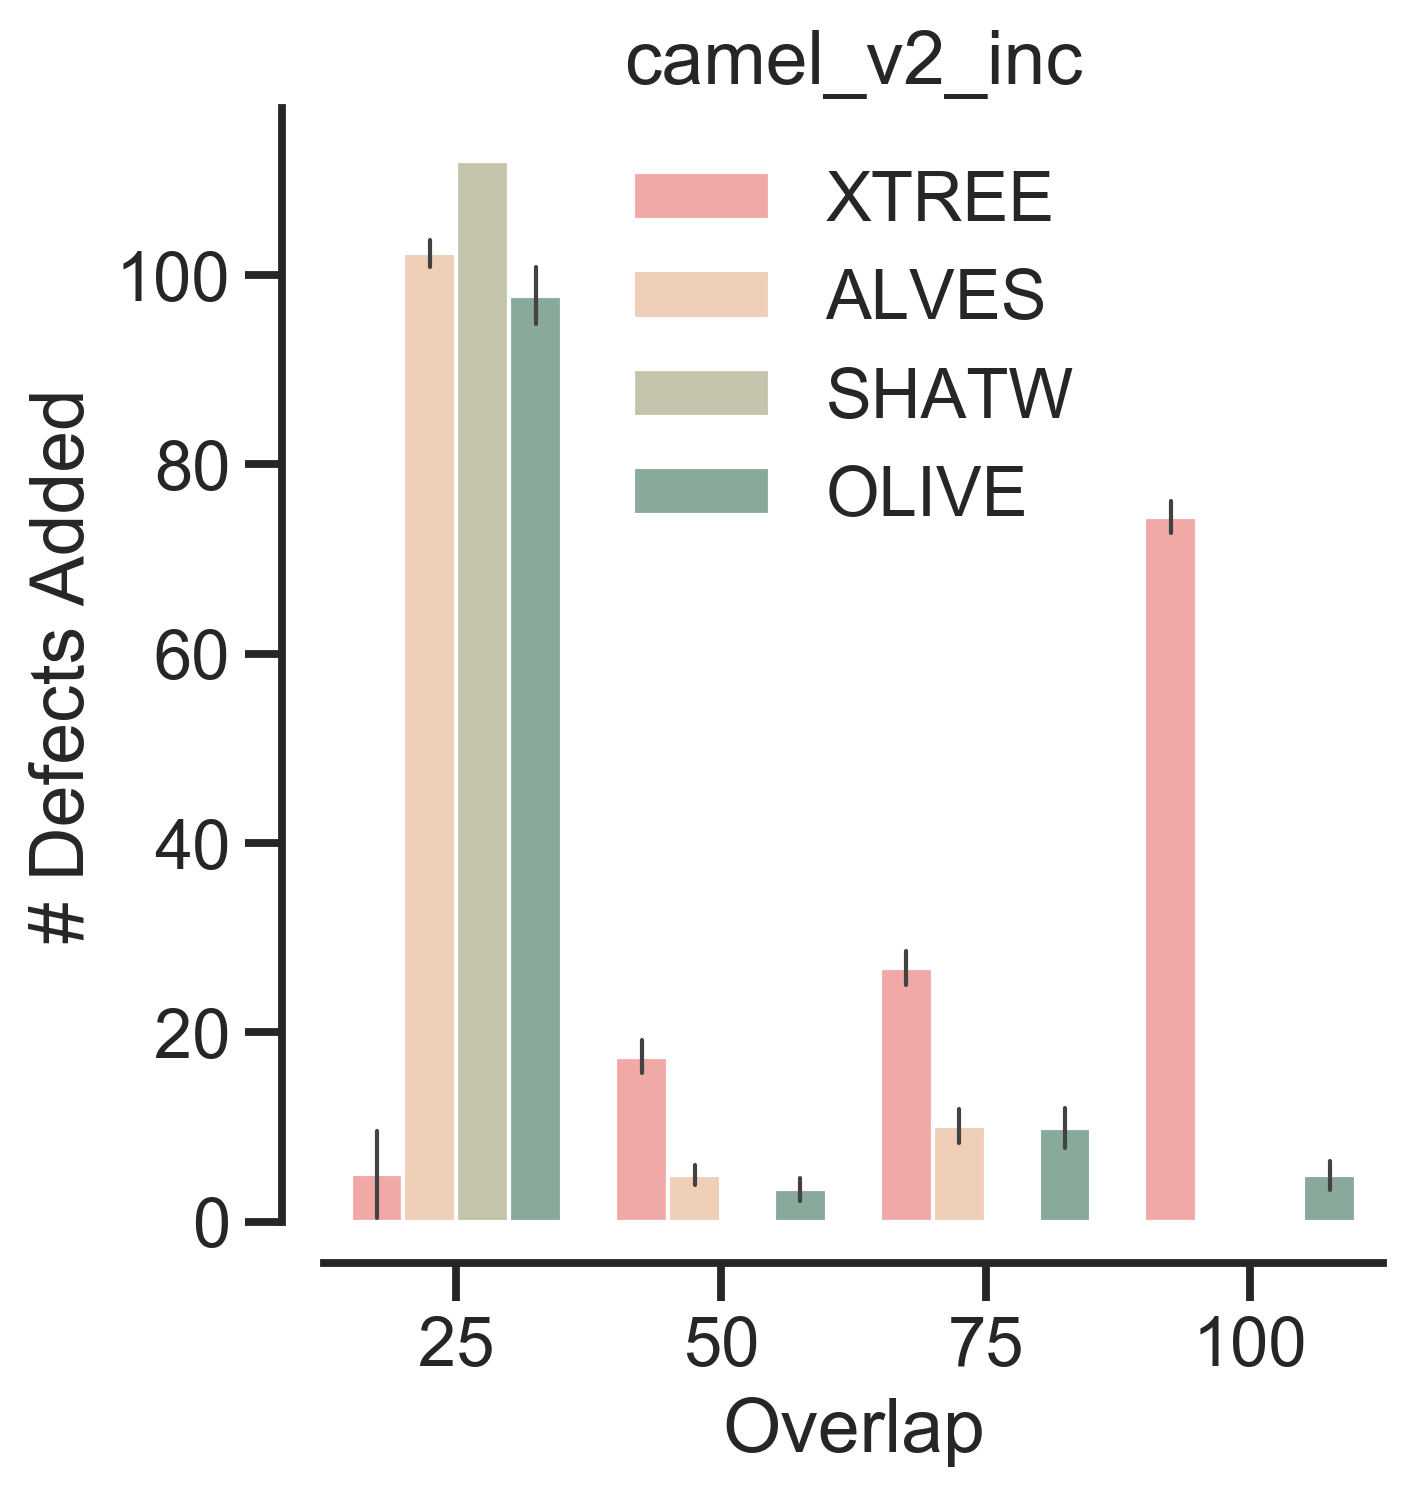 camel_v2_inc
XTREE
ALVES
SHATW
OLIVE
# Defects Added
100
80
60
40
20
0
25 50 75 100
Overlap